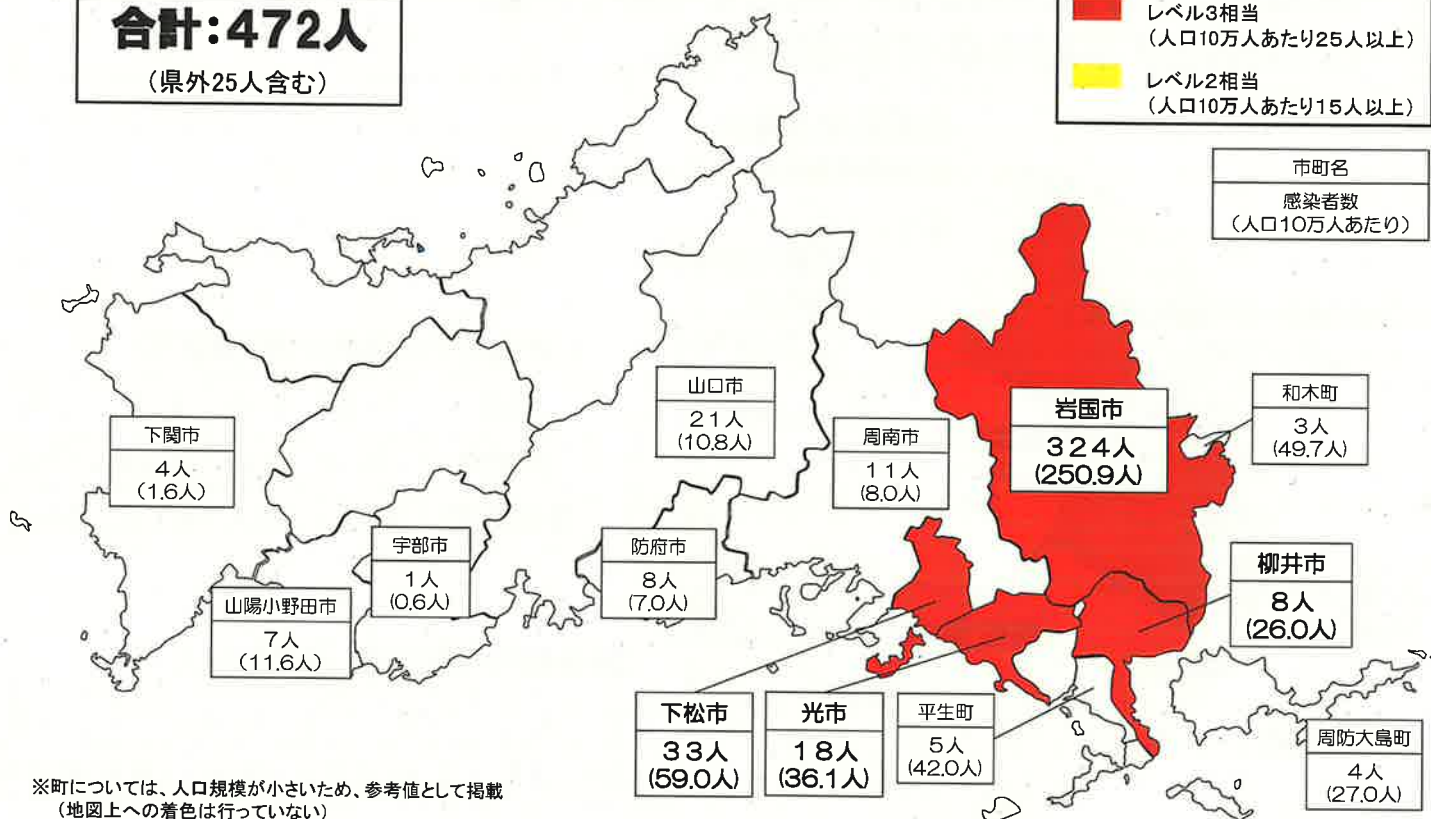 合計：472人
（県外25人含む）
レベル3相当
（人口10万人あたり25人以上）
レベル2相当
（人口10万人あたり15人以上）
市町名
感染者数
（人口10万人あたり）
山口市
21人
（10.8人）
岩国市
324人
（250.9人）
和木町
3人
（49.7人）
下関市
4人
（1.6人）
周南市
11人
（8.0人）
宇部市
1人
（0.6人）
防府市
8人
（7.0人）
柳井市
8人
（26.0人）
山陽小野田市
7人
（11.6人）
下松市
33人
（59.0人）
光市
18人
（36.1人）
平生町
5人
（42.0人）
周防大島町
4人
（27.0人）
※町については、人口規模が小さいため、参考値として掲載
（地図上への着色は行っていない）